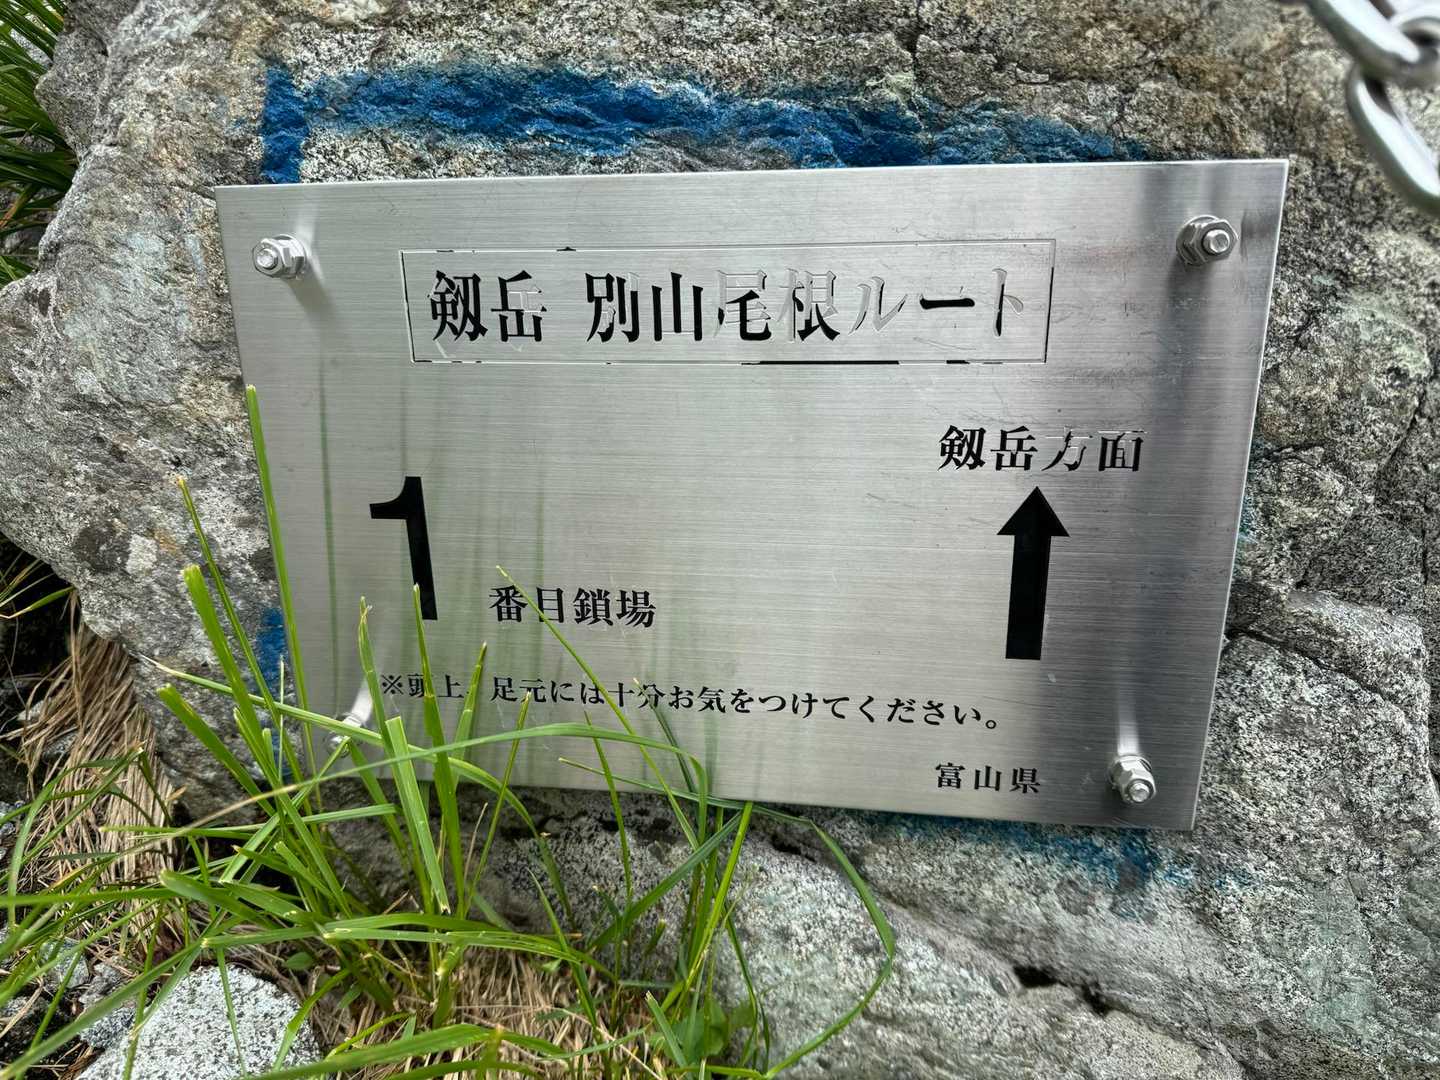 剱岳 別山尾根ルート
剱岳方面
1番目鎖場
※頭上、足元には十分お気をつけてください。
富山県